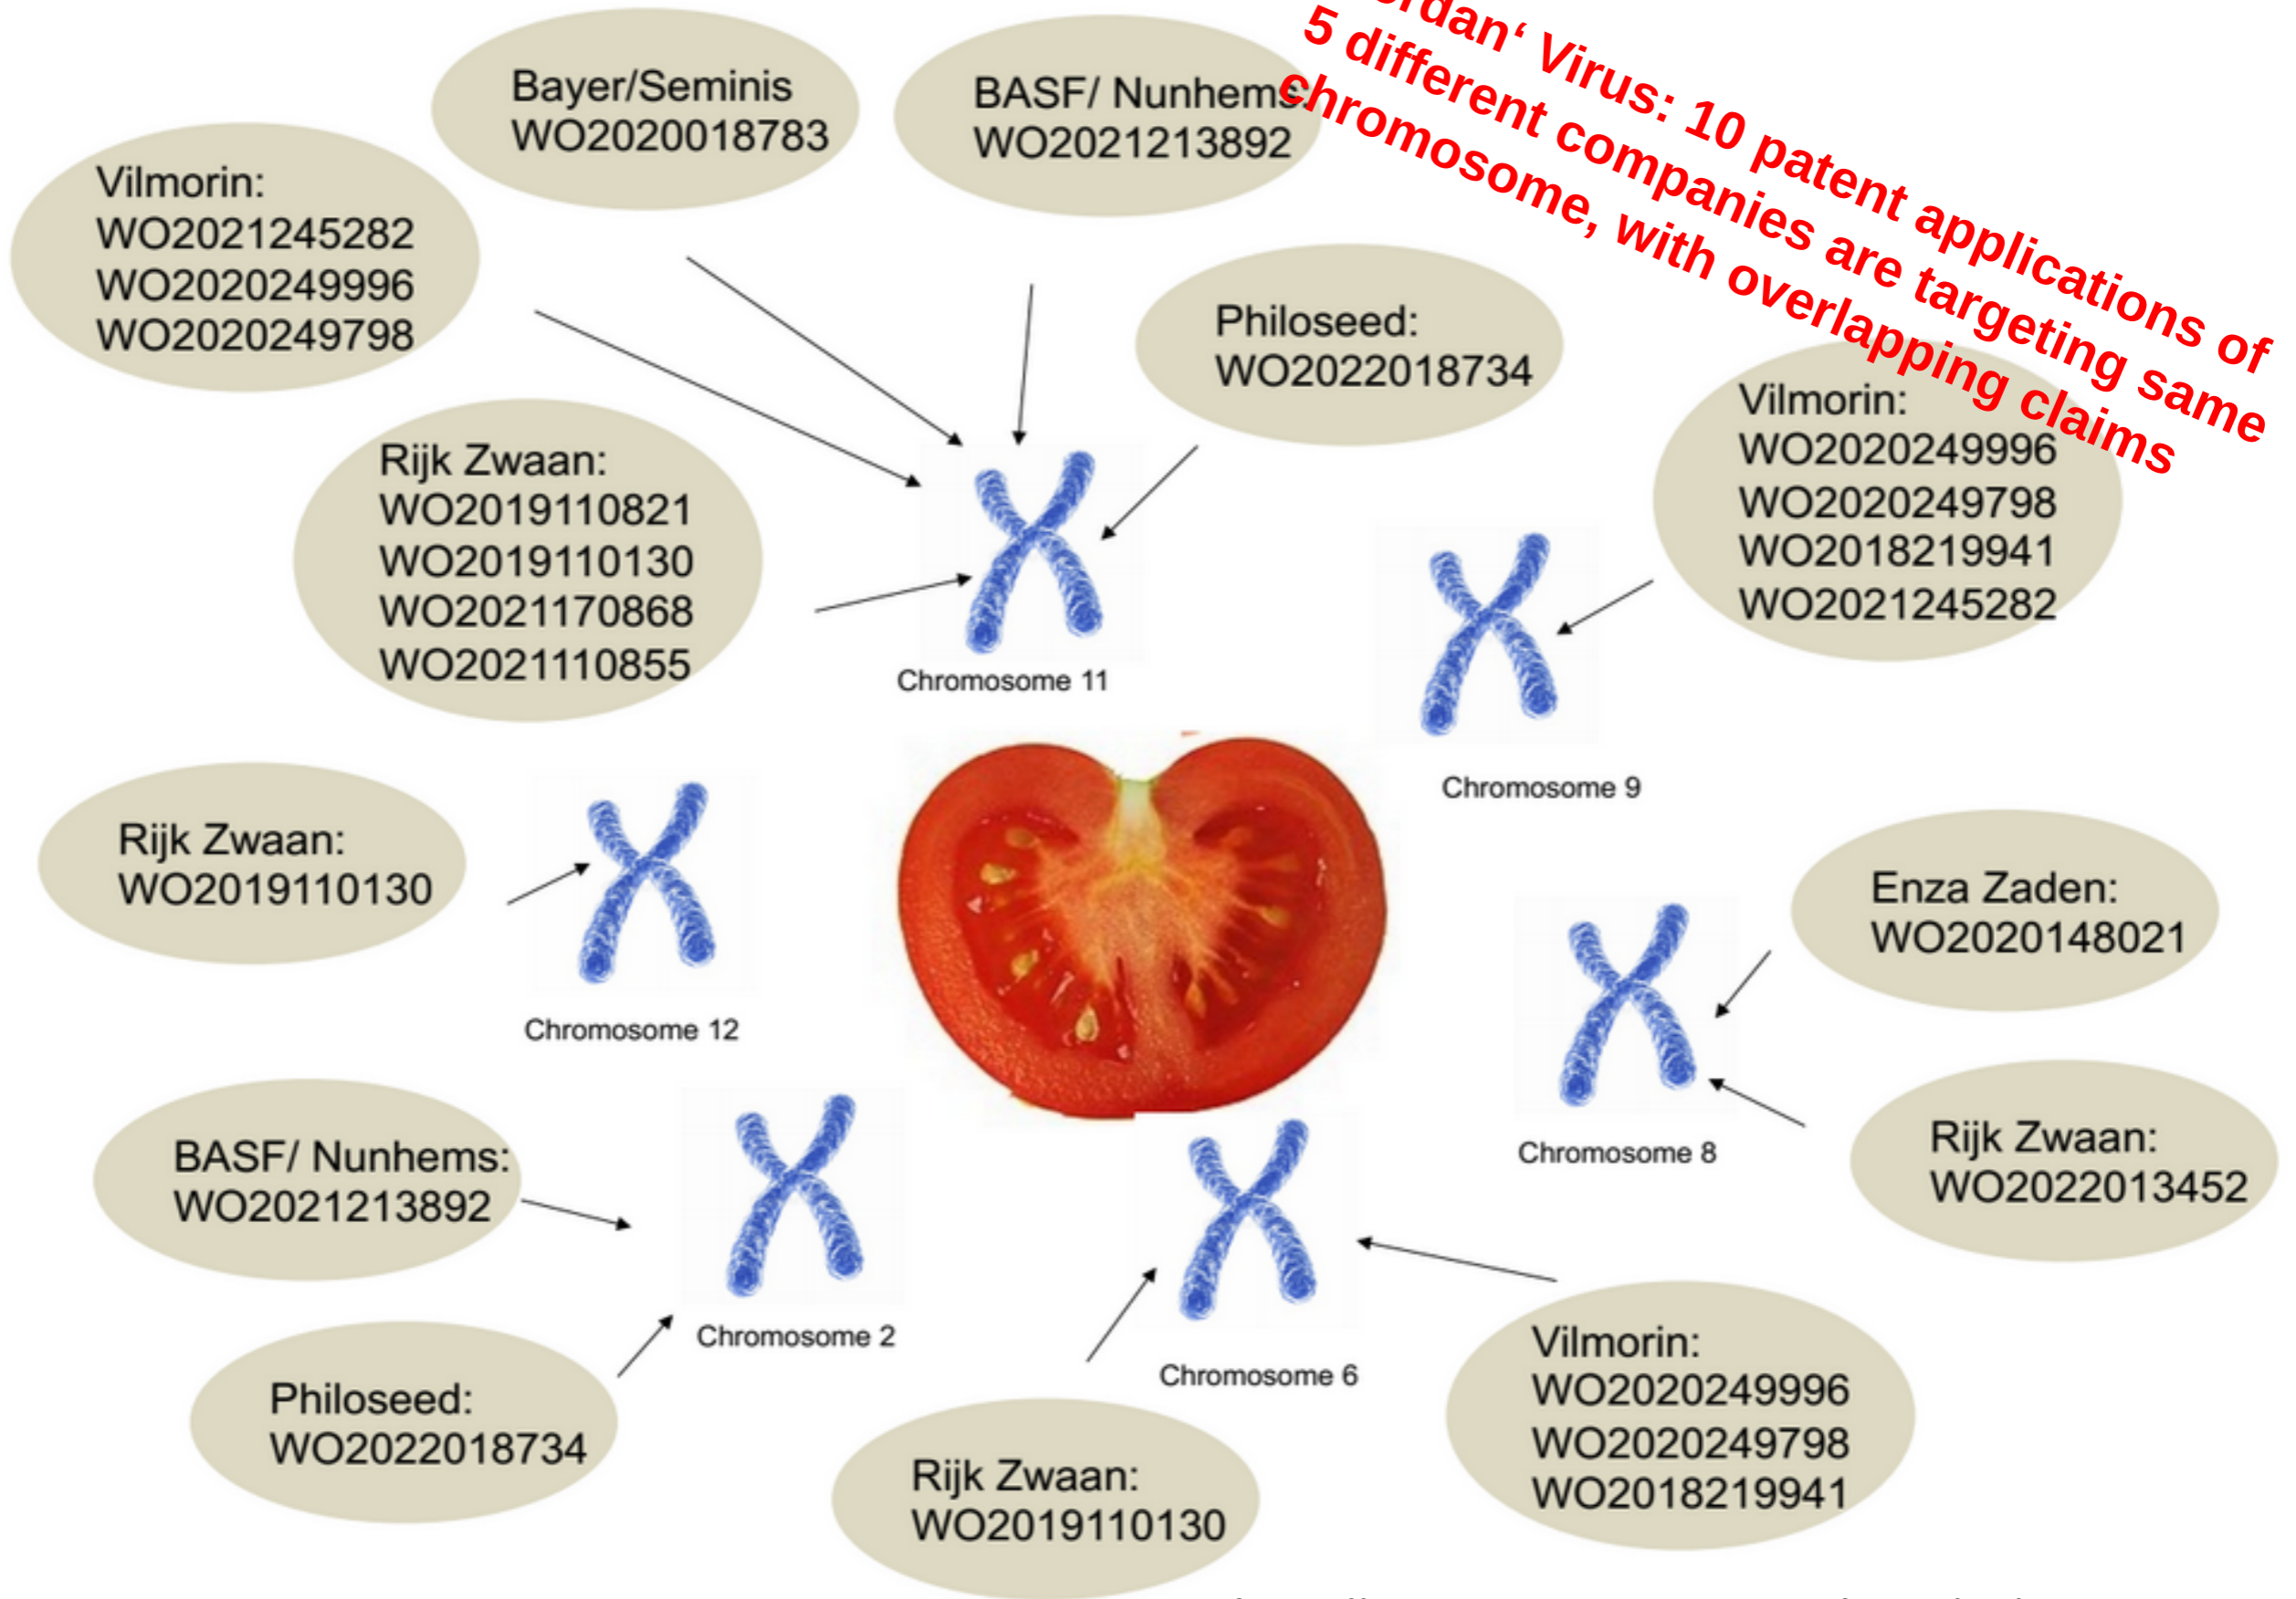 Bayer/Seminis
WO2020018783
BASF/ Nunhems:
WO2021213892
Virus: 10 patent applications of
5 different companies are targeting same
chromosome, with overlapping claims
Vilmorin:
WO2021245282
WO2020249996
WO2020249798
Philoseed:
WO2022018734
Vilmorin:
WO2020249996
WO2020249798
WO2018219941
WO2021245282
Rijk Zwaan:
WO2019110821
WO2019110130
WO2021170868
WO2021110855
Chromosome 11
Chromosome 9
Rijk Zwaan:
WO2019110130
Chromosome 12
Enza Zaden:
WO2020148021
Chromosome 8
Rijk Zwaan:
WO2022013452
BASF/ Nunhems:
WO2021213892
Chromosome 2
Philoseed:
WO2022018734
Chromosome 6
Rijk Zwaan:
WO2019110130
Vilmorin:
WO2020249996
WO2020249798
WO2018219941